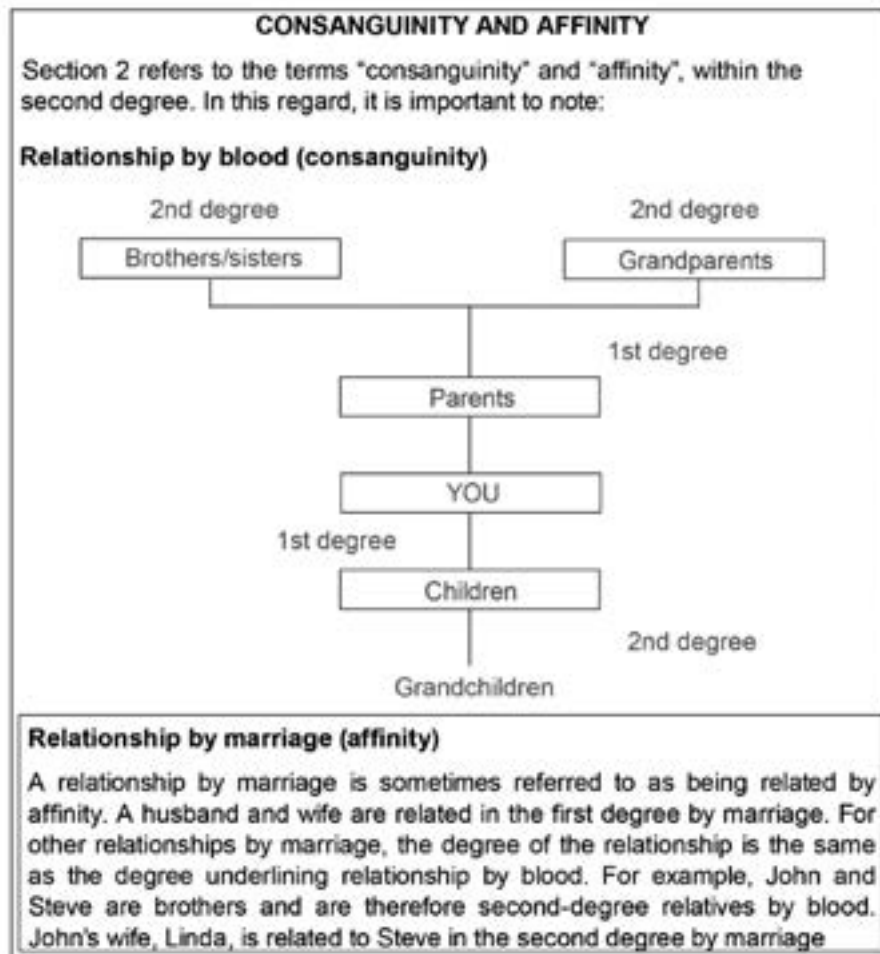 CONSANGUINITY AND AFFINITY
Section 2 refers to the terms “consanguinity” and “affinity”, within the
second degree. In this regard, it is important to note:
Relationship by blood (consanguinity)
2nd degree
2nd degree
Brothers/sisters
Grandparents
1st degree
Parents
YOU
1st degree
Children
2nd degree
Grandchildren
Relationship by marriage (affinity)
A relationship by marriage is sometimes referred to as being related by
affinity. A husband and wife are related in the first degree by marriage. For
other relationships by marriage, the degree of the relationship is the same
as the degree underlining relationship by blood. For example, John and
Steve are brothers and are therefore second-degree relatives by blood.
John's wife, Linda, is related to Steve in the second degree by marriage